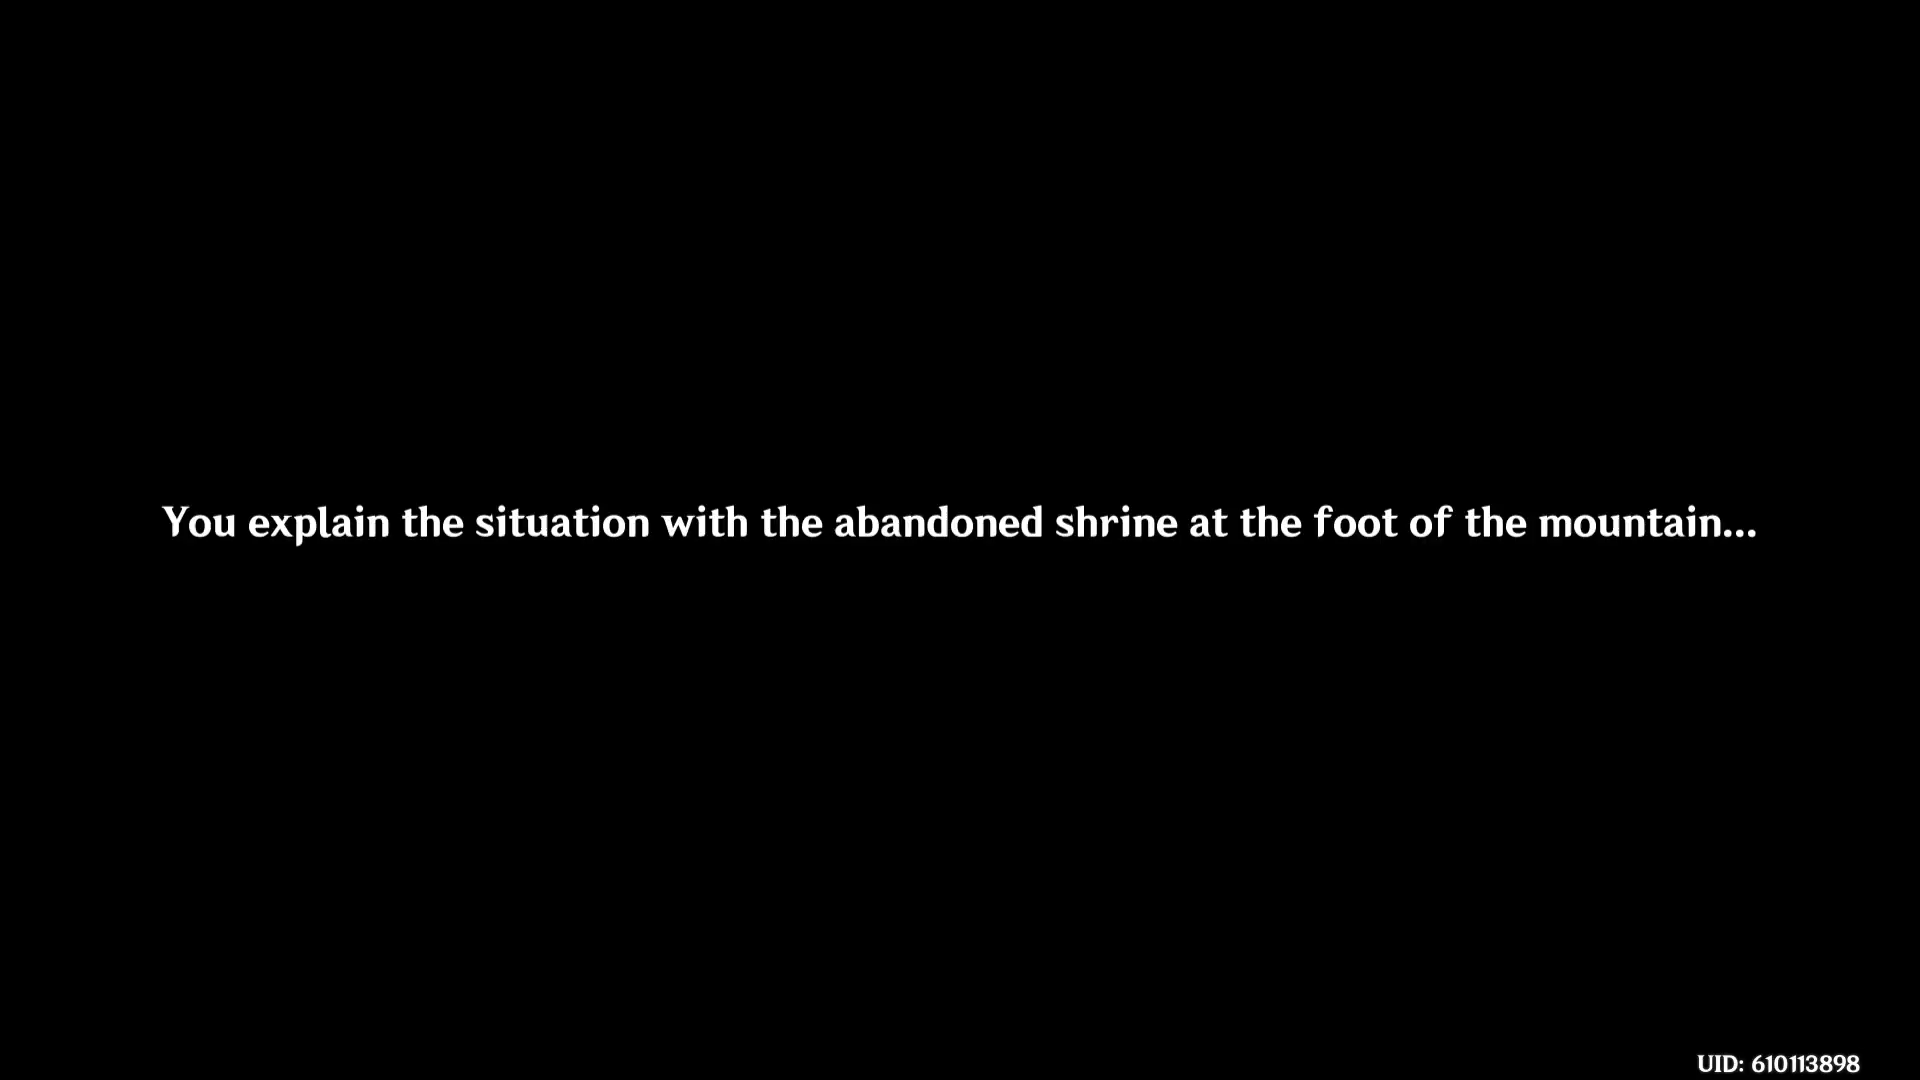 You explain the situation with the abandoned shrine at the foot of the mountain...
UID: 610113898